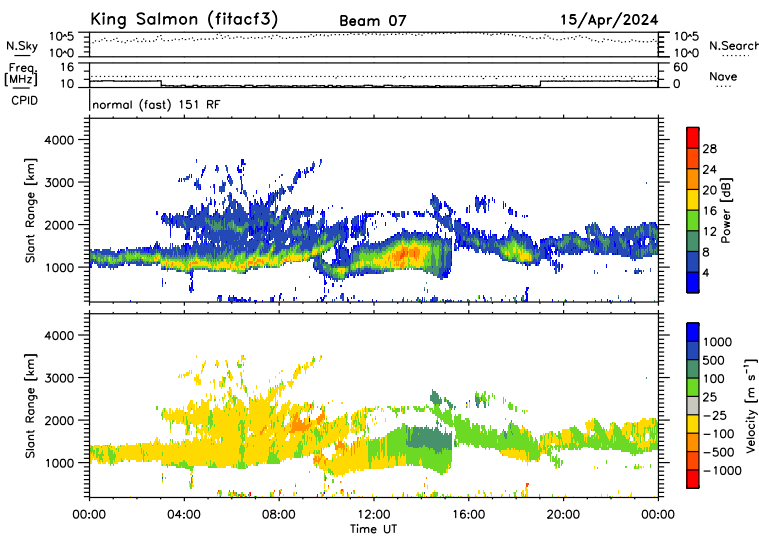 King Salmon (fitacf3) Beam 07 15/Apr/2024
N.Sky 10^5 10^0 10^5 10^0 N.Search
Freq. [MHz] 16 10 60 0 Nave
CPID normal (fast) 151 RF
Slant Range [km] 4000 3000 2000 1000
28 24 20 16 12 8 4 Power [dB]
Slant Range [km] 4000 3000 2000 1000
1000 500 100 25 −25 −100 −500 −1000 Velocity [m s⁻¹]
00:00 04:00 08:00 12:00 16:00 20:00 00:00
Time UT